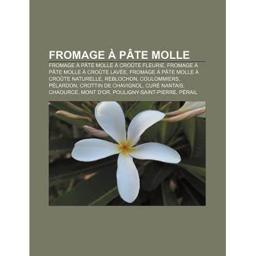 FROMAGE À PÂTE MOLLE
FROMAGE À PÂTE MOLLE À CROÛTE FLEURIE, FROMAGE À
PÂTE MOLLE À CROÛTE LAVÉE, FROMAGE À PÂTE MOLLE À
CROÛTE NATURELLE, REBLOCHON, COULOMMIERS,
PÉLARDON, CROTTIN DE CHAVIGNOL, CURÉ NANTAIS,
CHAOURCE, MONT D'OR, POULIGNY-SAINT-PIERRE, PÉRAIL